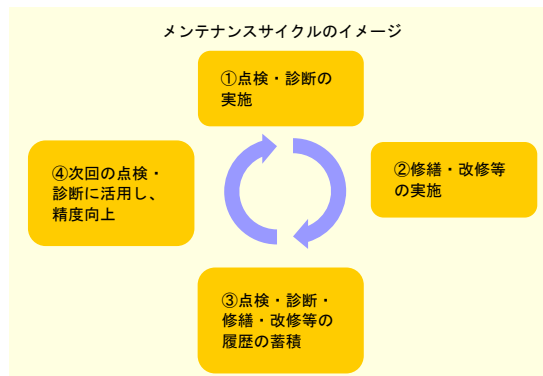 メンテナンスサイクルのイメージ
①点検・診断の
実施
②修繕・改修等
の実施
③点検・診断・
修繕・改修等の
履歴の蓄積
④次回の点検・
診断に活用し、
精度向上